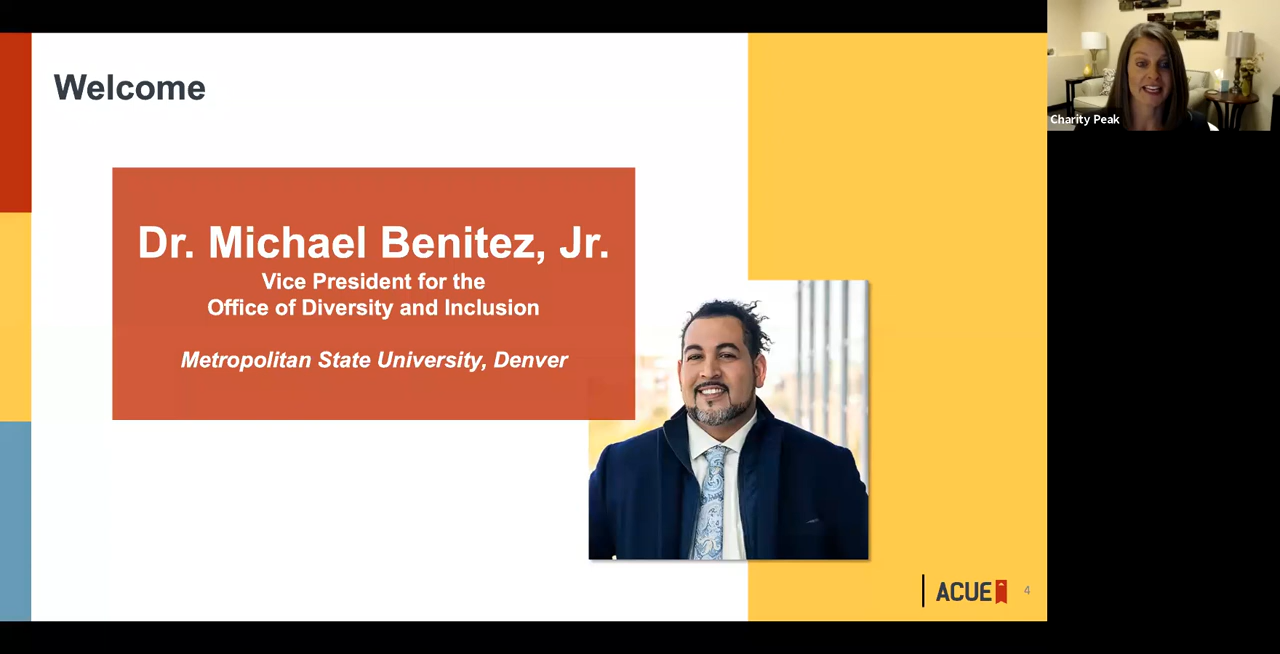 Welcome
Dr. Michael Benitez, Jr.
Vice President for the
Office of Diversity and Inclusion
Metropolitan State University, Denver
ACUE
4
Charity Peak